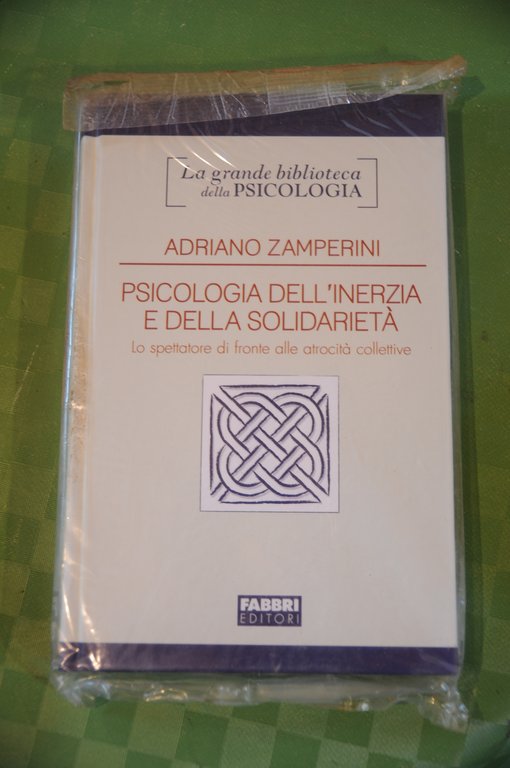 La grande biblioteca
della PSICOLOGIA
ADRIANO ZAMPERINI
PSICOLOGIA DELL'INERZIA
E DELLA SOLIDARIETÀ
Lo spettatore di fronte alle atrocità collettive
FABBRI
EDITORI